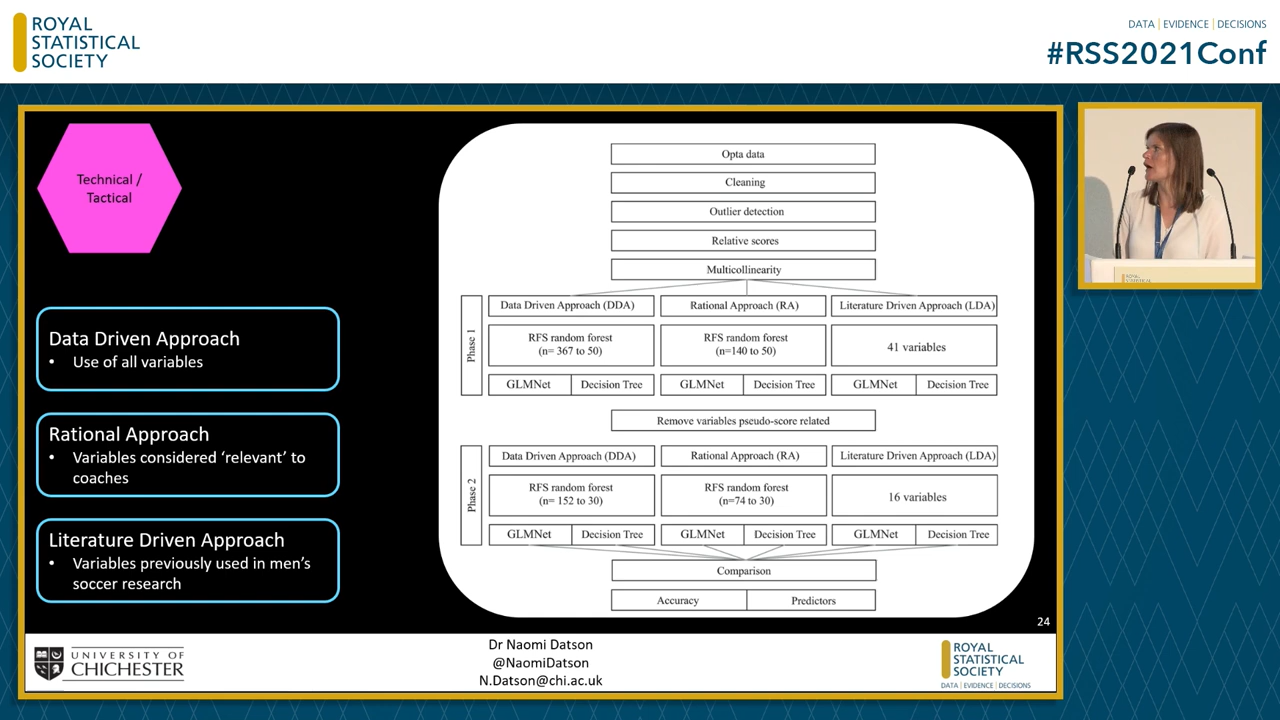 ROYAL
STATISTICAL
SOCIETY
DATA | EVIDENCE | DECISIONS
#RSS2021Conf
Technical /
Tactical
Data Driven Approach
• Use of all variables
Rational Approach
• Variables considered ‘relevant’ to
coaches
Literature Driven Approach
• Variables previously used in men’s
soccer research
Opta data
Cleaning
Outlier detection
Relative scores
Multicollinearity
Phase 1
Data Driven Approach (DDA)
Rational Approach (RA)
Literature Driven Approach (LDA)
RFS random forest
(n= 367 to 50)
RFS random forest
(n=140 to 50)
41 variables
GLMNet
Decision Tree
GLMNet
Decision Tree
GLMNet
Decision Tree
Remove variables pseudo-score related
Phase 2
Data Driven Approach (DDA)
Rational Approach (RA)
Literature Driven Approach (LDA)
RFS random forest
(n= 152 to 30)
RFS random forest
(n=74 to 30)
16 variables
GLMNet
Decision Tree
GLMNet
Decision Tree
GLMNet
Decision Tree
Comparison
Accuracy
Predictors
24
UNIVERSITY OF
CHICHESTER
Dr Naomi Datson
@NaomiDatson
N.Datson@chi.ac.uk
ROYAL
STATISTICAL
SOCIETY
DATA | EVIDENCE | DECISIONS